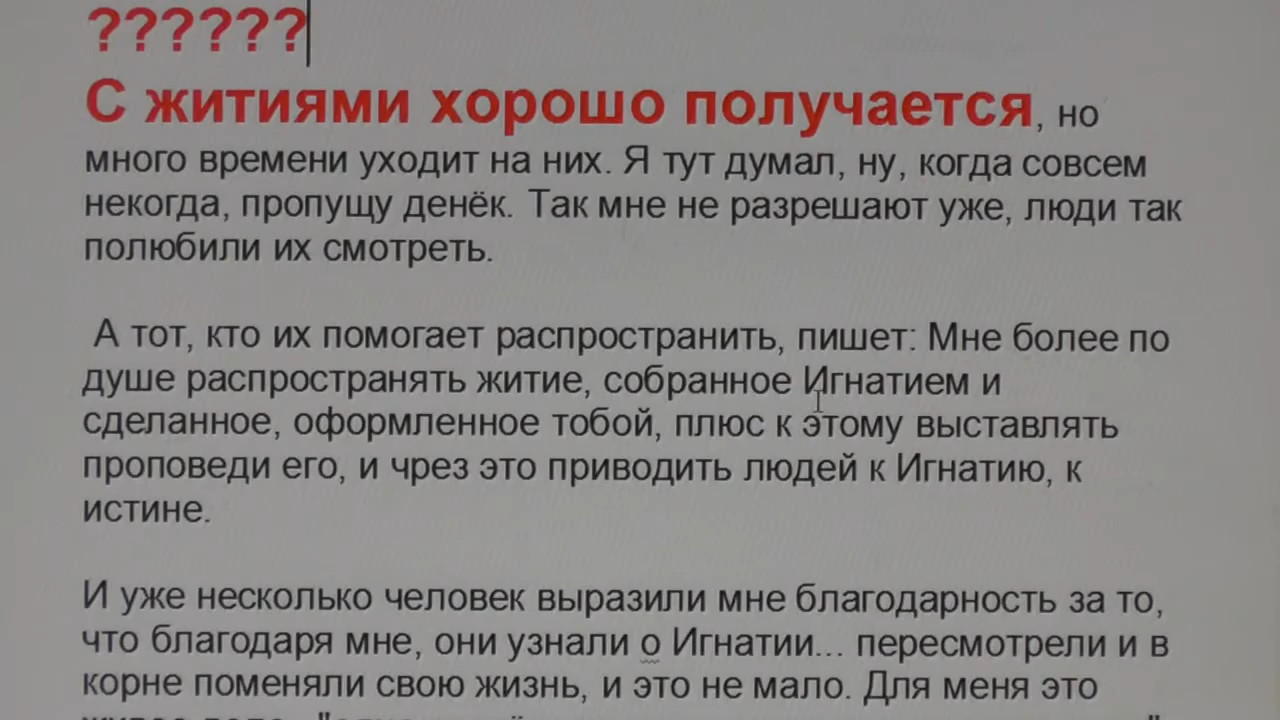 ??????
С житиями хорошо получается, но
много времени уходит на них. Я тут думал, ну, когда совсем
некогда, пропущу денёк. Так мне не разрешают уже, люди так
полюбили их смотреть.
А тот, кто их помогает распространить, пишет: Мне более по
душе распространять житие, собранное Игнатием и
сделанное, оформленное тобой, плюс к этому выставлять
проповеди его, и чрез это приводить людей к Игнатию, к
истине.
И уже несколько человек выразили мне благодарность за то,
что благодаря мне, они узнали о Игнатии... пересмотрели и в
корне поменяли свою жизнь, и это не мало. Для меня это